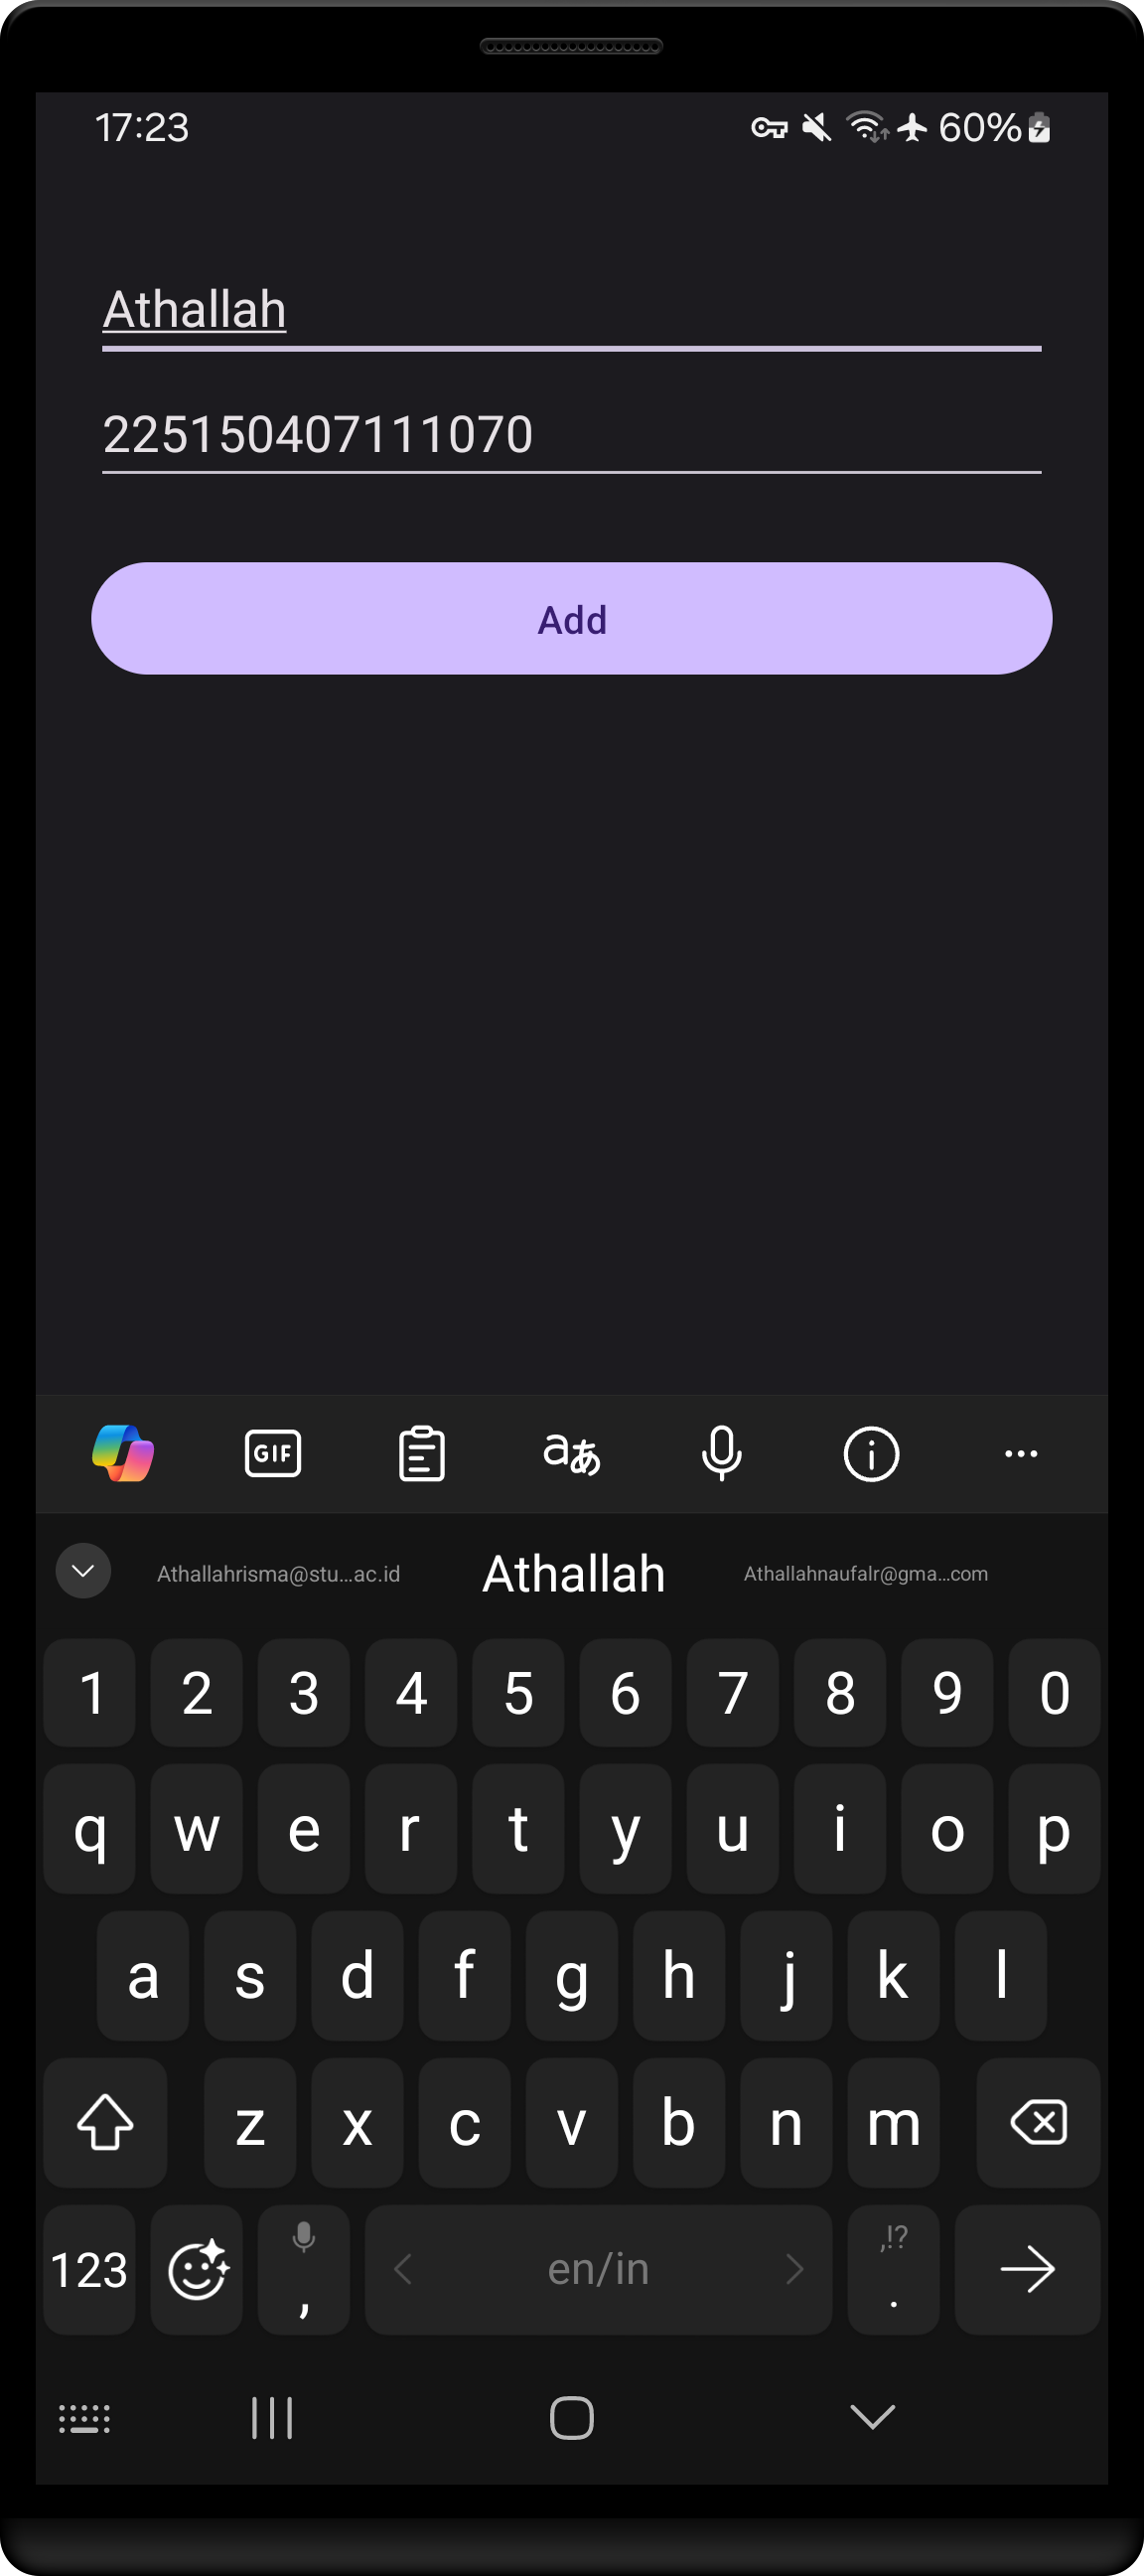 17:23 60%
Athallah
225150407111070
Add
GIF aあ
Athallahrisma@stu...ac.id Athallah Athallahnaufalr@gma...com
1 2 3 4 5 6 7 8 9 0
q w e r t y u i o p
a s d f g h j k l
z x c v b n m
123 , en/in ,!? .